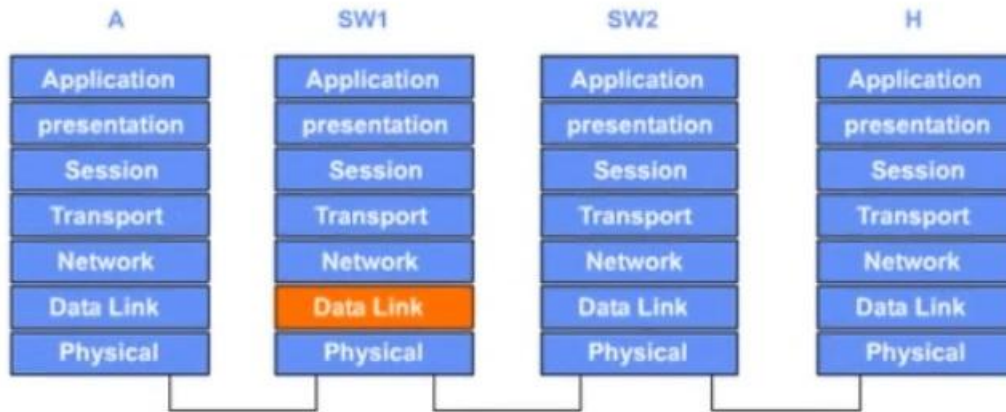 A SW1 SW2 H
Application Application Application Application
presentation presentation presentation presentation
Session Session Session Session
Transport Transport Transport Transport
Network Network Network Network
Data Link Data Link Data Link Data Link
Physical Physical Physical Physical